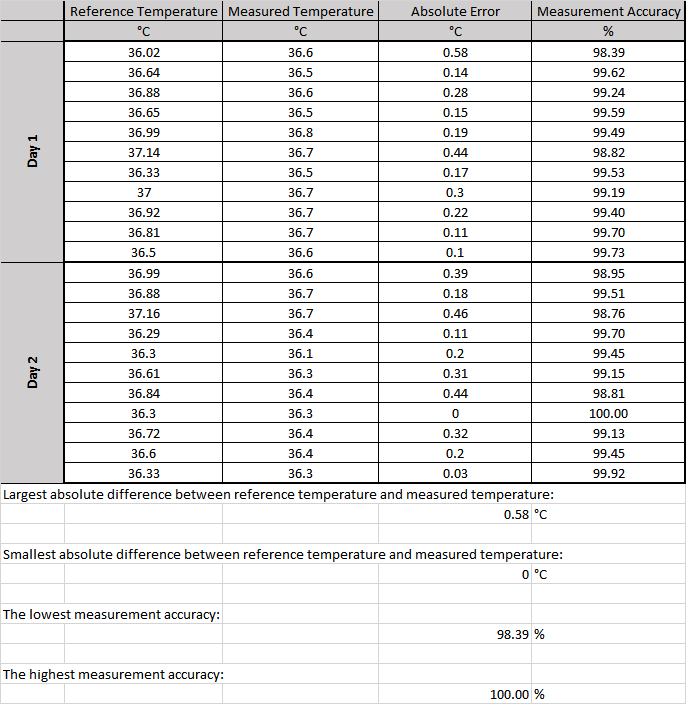 Reference Temperature Measured Temperature Absolute Error Measurement Accuracy
°C °C °C %
Day 1
36.02 36.6 0.58 98.39
36.64 36.5 0.14 99.62
36.88 36.6 0.28 99.24
36.65 36.5 0.15 99.59
36.99 36.8 0.19 99.49
37.14 36.7 0.44 98.82
36.33 36.5 0.17 99.53
37 36.7 0.3 99.19
36.92 36.7 0.22 99.40
36.81 36.7 0.11 99.70
36.5 36.6 0.1 99.73
Day 2
36.99 36.6 0.39 98.95
36.88 36.7 0.18 99.51
37.16 36.7 0.46 98.76
36.29 36.4 0.11 99.70
36.3 36.1 0.2 99.45
36.61 36.3 0.31 99.15
36.84 36.4 0.44 98.81
36.3 36.3 0 100.00
36.72 36.4 0.32 99.13
36.6 36.4 0.2 99.45
36.33 36.3 0.03 99.92
Largest absolute difference between reference temperature and measured temperature:
0.58 °C
Smallest absolute difference between reference temperature and measured temperature:
0 °C
The lowest measurement accuracy:
98.39 %
The highest measurement accuracy:
100.00 %